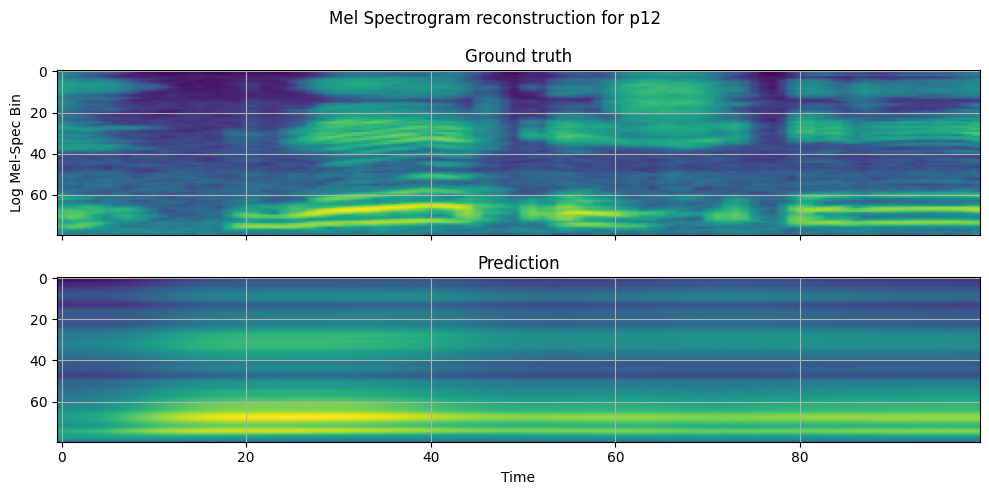 Mel Spectrogram reconstruction for p12
Ground truth
0
20
40
60
Log Mel-Spec Bin
Prediction
0
20
40
60
0 20 40 60 80
Time